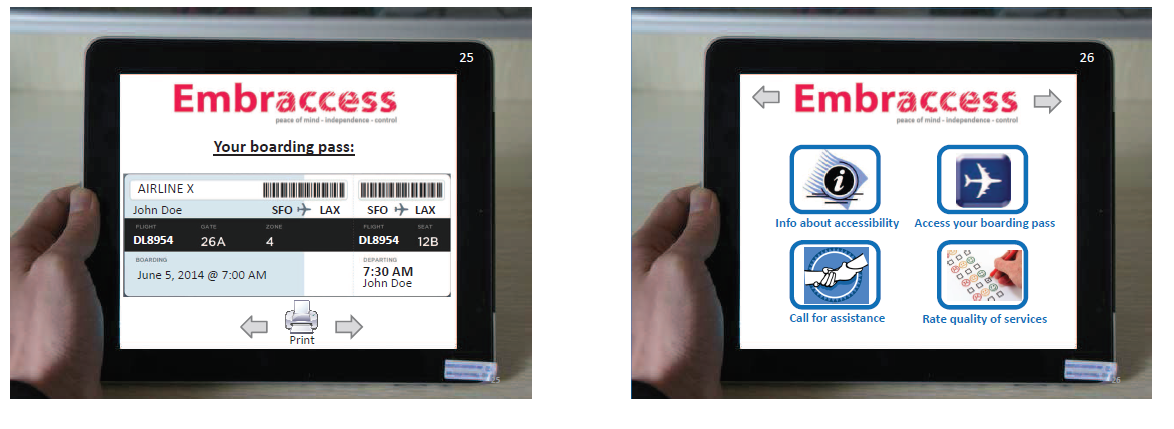 25
Embraccess
peace of mind - independence - control
Your boarding pass:
AIRLINE X
John Doe SFO LAX SFO LAX
FLIGHT GATE ZONE FLIGHT SEAT
DL8954 26A 4 DL8954 12B
BOARDING DEPARTING
June 5, 2014 @ 7:00 AM 7:30 AM
John Doe
Print
25
26
Embraccess
peace of mind - independence - control
Info about accessibility Access your boarding pass
Call for assistance Rate quality of services
26